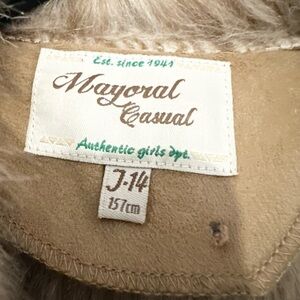 Est. since 1941
Mayoral
Casual
Authentic girls dpt.
J-14
157cm